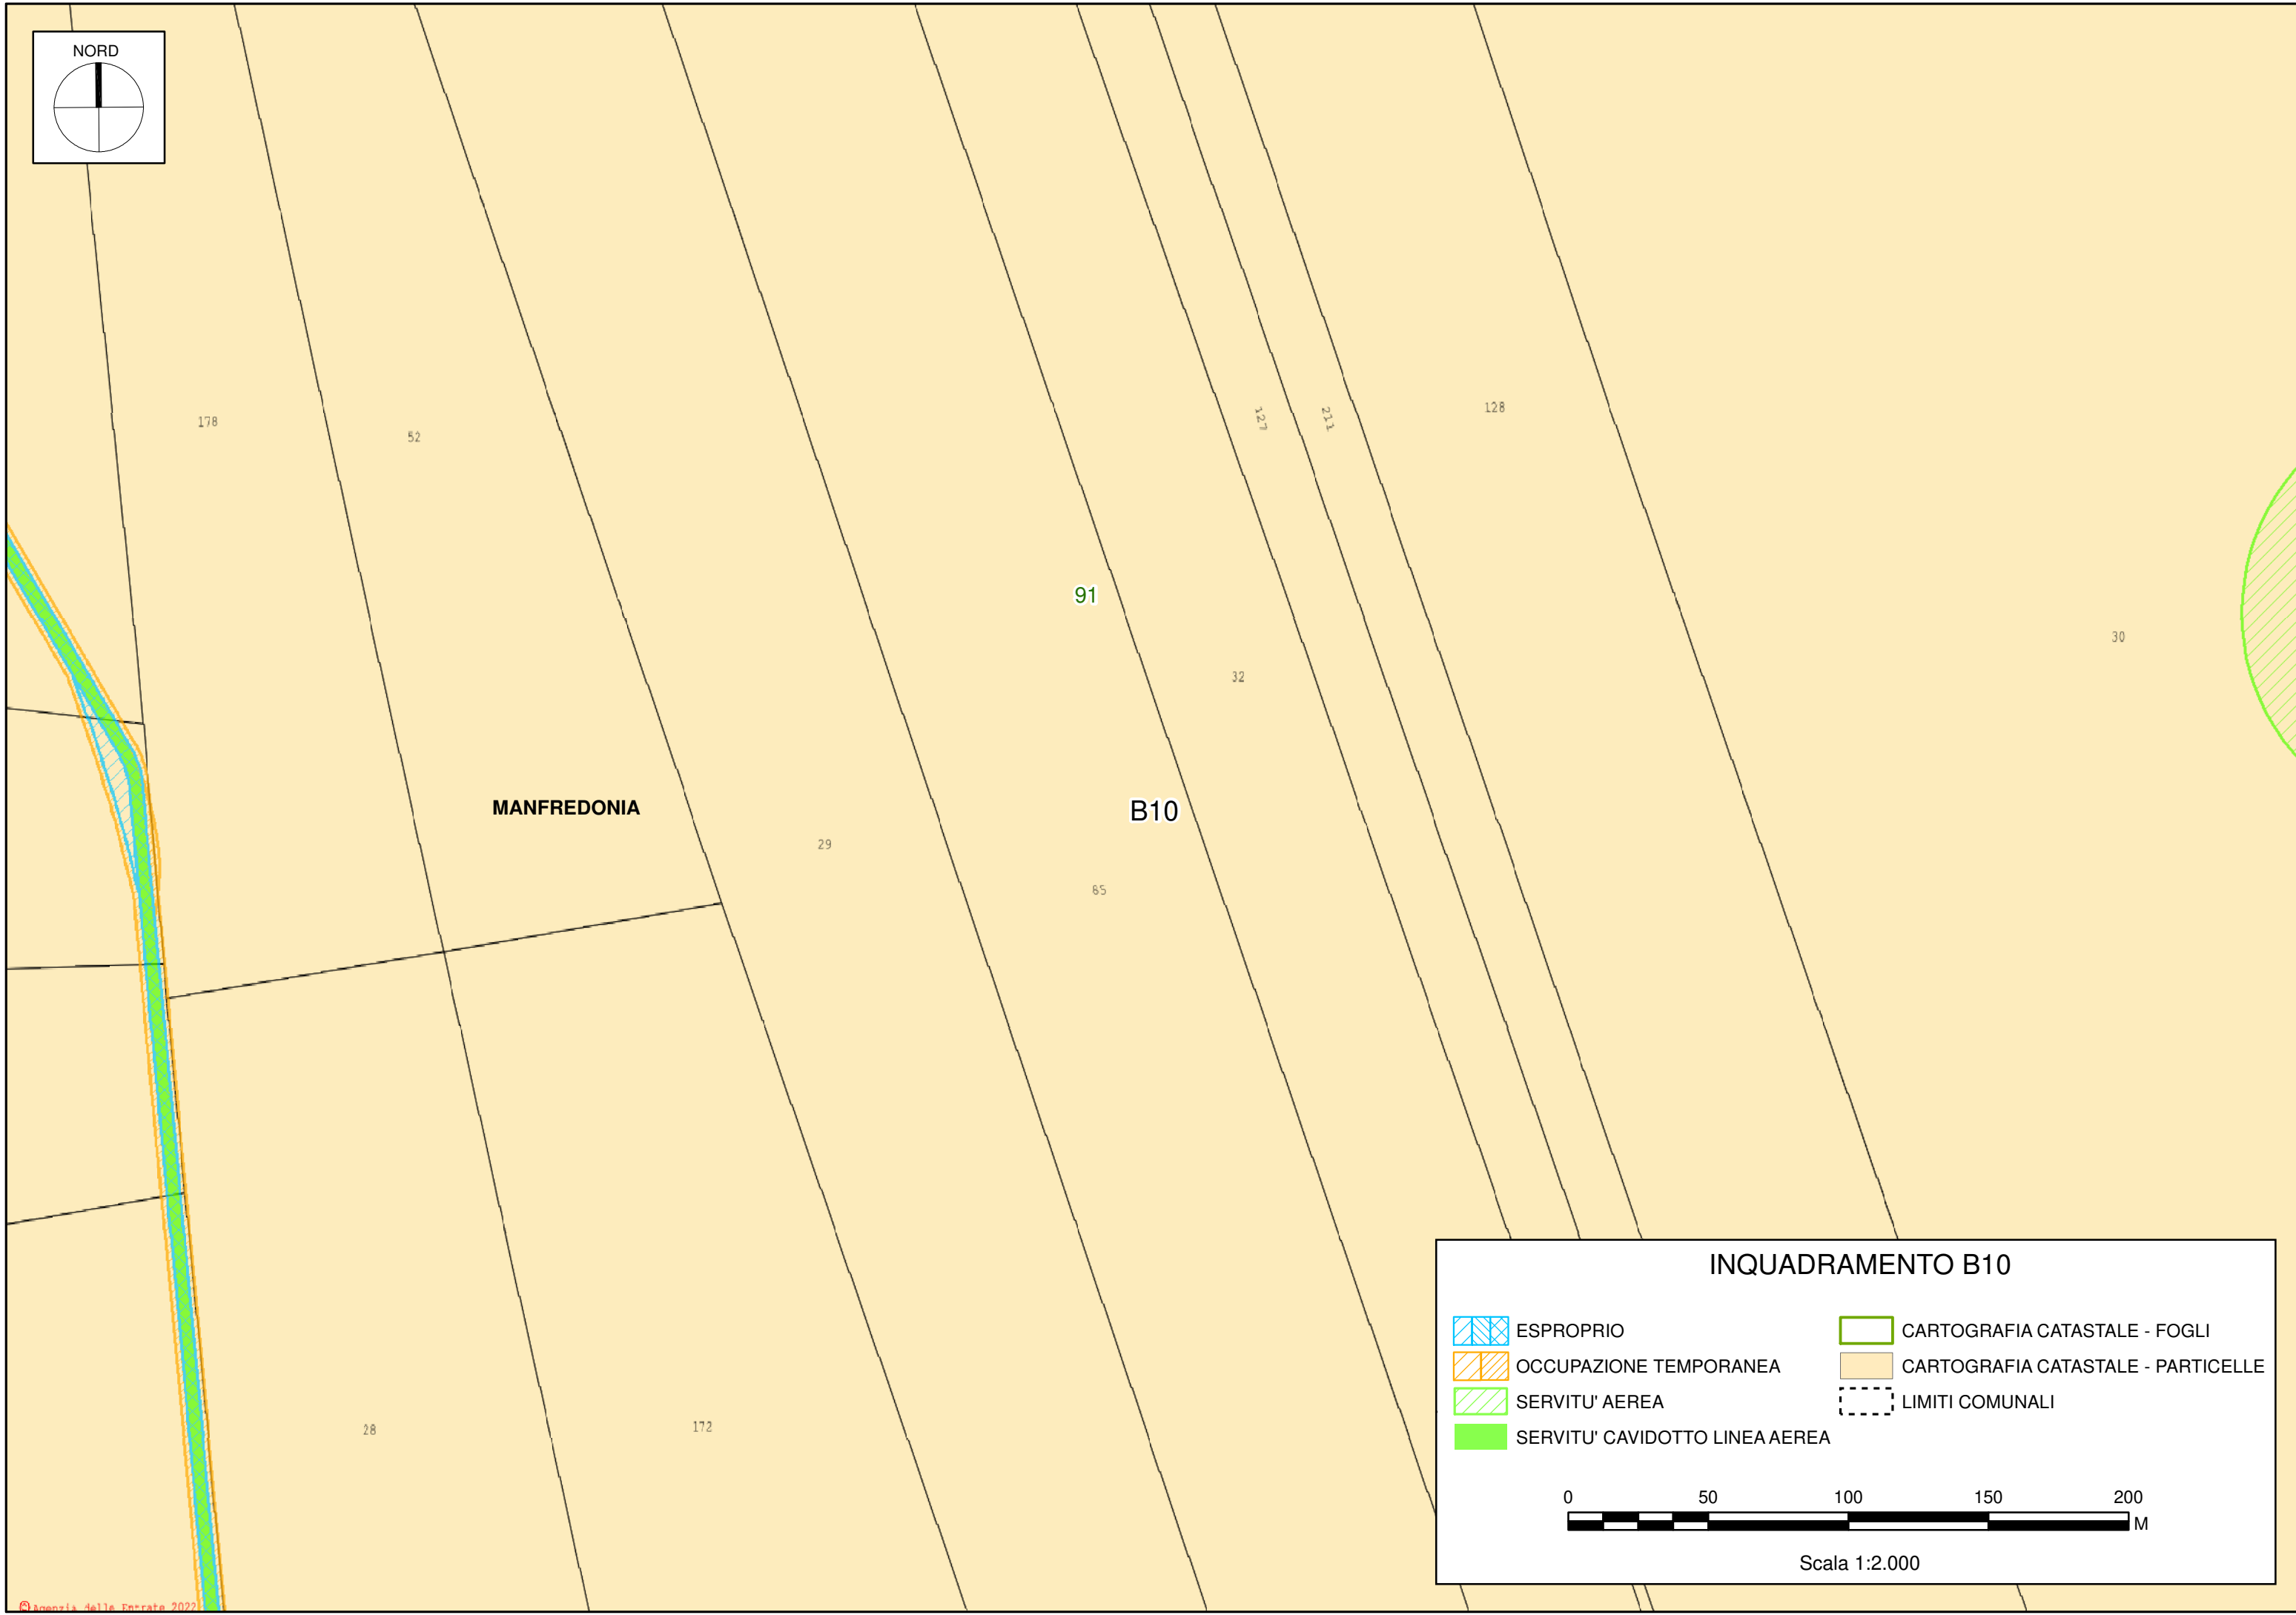 NORD
178
52
127
211
128
91
30
32
MANFREDONIA
B10
29
65
28
172
INQUADRAMENTO B10
ESPROPRIO
CARTOGRAFIA CATASTALE - FOGLI
OCCUPAZIONE TEMPORANEA
CARTOGRAFIA CATASTALE - PARTICELLE
SERVITU' AEREA
LIMITI COMUNALI
SERVITU' CAVIDOTTO LINEA AEREA
0 50 100 150 200
M
Scala 1:2.000
© Agenzia delle Entrate 2022